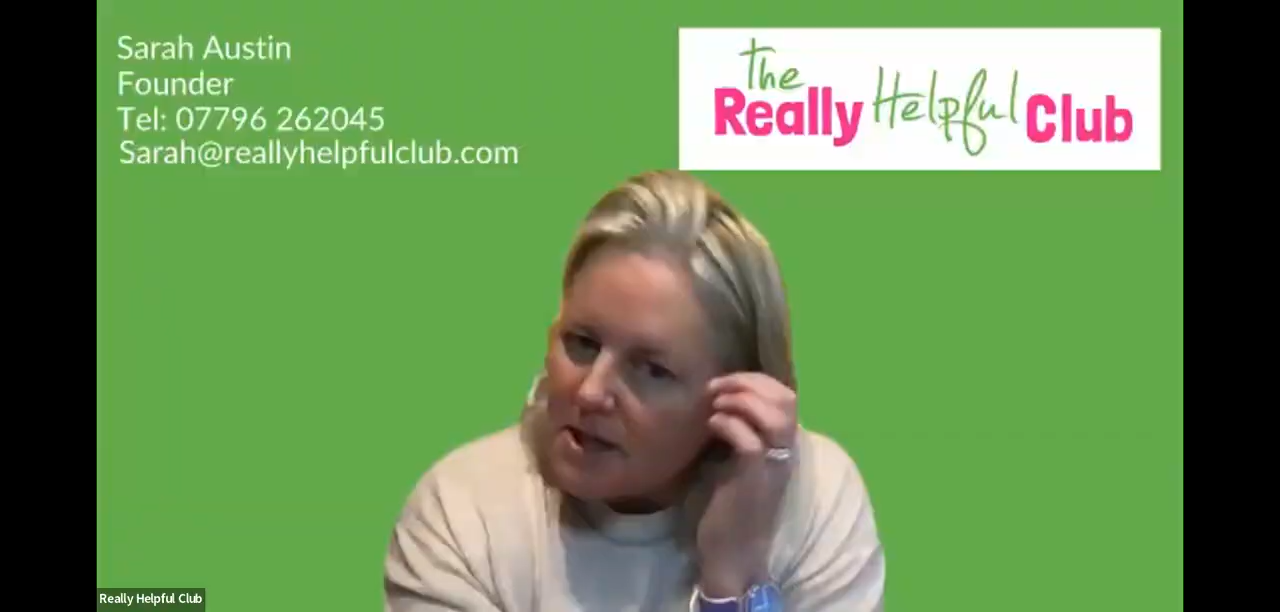 Sarah Austin
Founder
Tel: 07796 262045
Sarah@reallyhelpfulclub.com
The
Really Helpful Club
Really Helpful Club